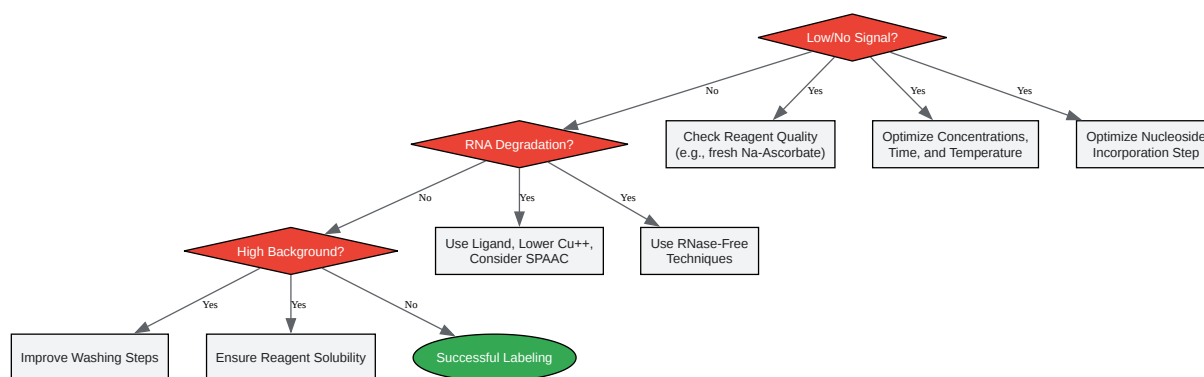 Low/No Signal?
No
Yes
Yes
Yes
RNA Degradation?
Check Reagent Quality
(e.g., fresh Na-Ascorbate)
Optimize Concentrations,
Time, and Temperature
Optimize Nucleoside
Incorporation Step
No
Yes
Yes
High Background?
Use Ligand, Lower Cu++,
Consider SPAAC
Use RNase-Free
Techniques
Yes
Yes
No
Improve Washing Steps
Ensure Reagent Solubility
Successful Labeling